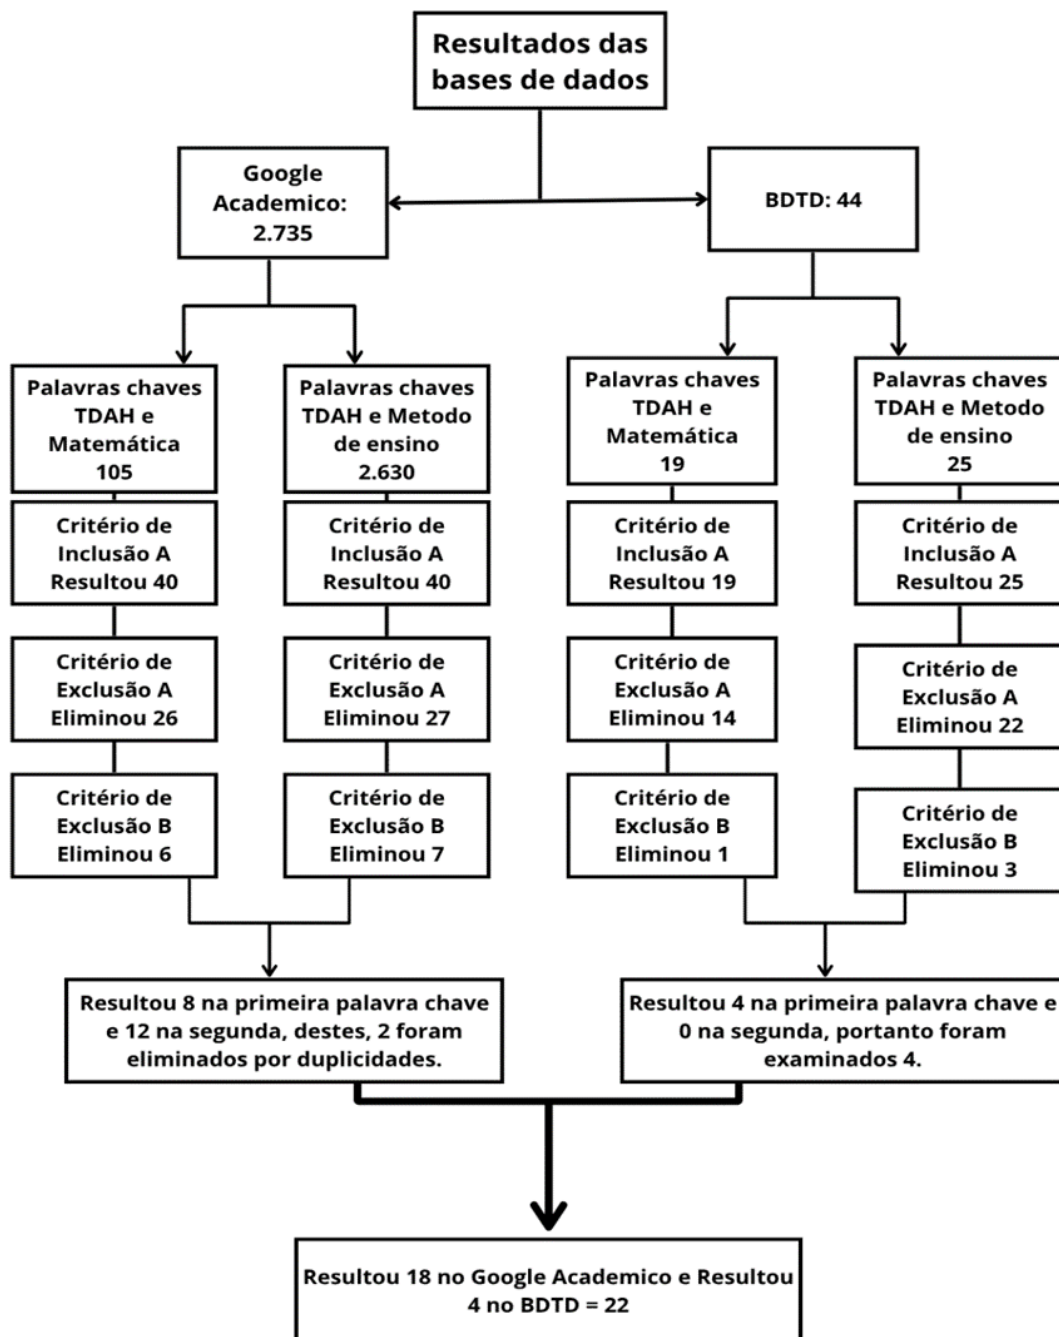 Resultados das
bases de dados
Google
Academico:
2.735
BDTD: 44
Palavras chaves
TDAH e
Matemática
105
Palavras chaves
TDAH e Metodo
de ensino
2.630
Palavras chaves
TDAH e
Matemática
19
Palavras chaves
TDAH e Metodo
de ensino
25
Critério de
Inclusão A
Resultou 40
Critério de
Inclusão A
Resultou 40
Critério de
Inclusão A
Resultou 19
Critério de
Inclusão A
Resultou 25
Critério de
Exclusão A
Eliminou 26
Critério de
Exclusão A
Eliminou 27
Critério de
Exclusão A
Eliminou 14
Critério de
Exclusão A
Eliminou 22
Critério de
Exclusão B
Eliminou 6
Critério de
Exclusão B
Eliminou 7
Critério de
Exclusão B
Eliminou 1
Critério de
Exclusão B
Eliminou 3
Resultou 8 na primeira palavra chave
e 12 na segunda, destes, 2 foram
eliminados por duplicidades.
Resultou 4 na primeira palavra chave e
0 na segunda, portanto foram
examinados 4.
Resultou 18 no Google Academico e Resultou
4 no BDTD = 22